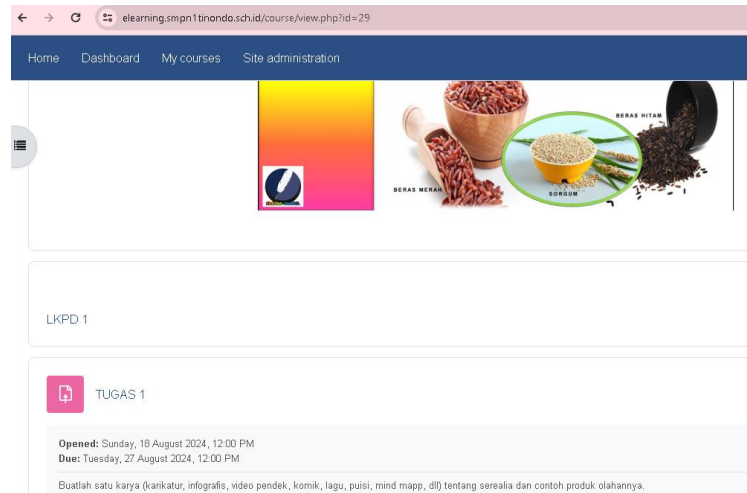 elearning.smpn1tinondo.sch.id/course/view.php?id=29
Home Dashboard My courses Site administration
BERAS HITAM
BERAS MERAH
SORGUM
LKPD 1
TUGAS 1
Opened: Sunday, 18 August 2024, 12:00 PM
Due: Tuesday, 27 August 2024, 12:00 PM
Buatlah satu karya (karikatur, infografis, video pendek, komik, lagu, puisi, mind mapp, dll) tentang serealia dan contoh produk olahannya.